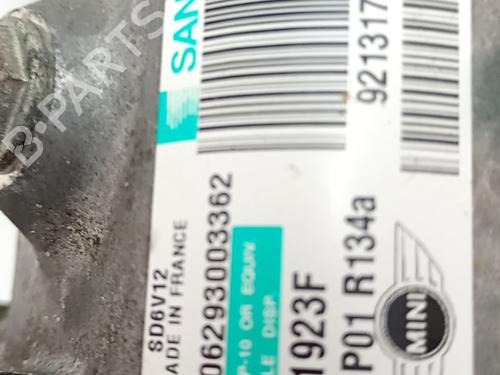 SAN
SD6V12
ADE IN FRANCE
06293003362
P-10 OR EQUIV
LE DISP.
921317
1923F
P01 R134a
MINI
B-PARTS